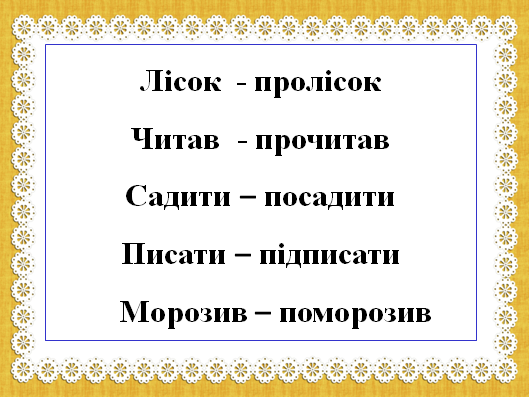 Лісок - пролісок
Читав - прочитав
Садити – посадити
Писати – підписати
Морозив – поморозив